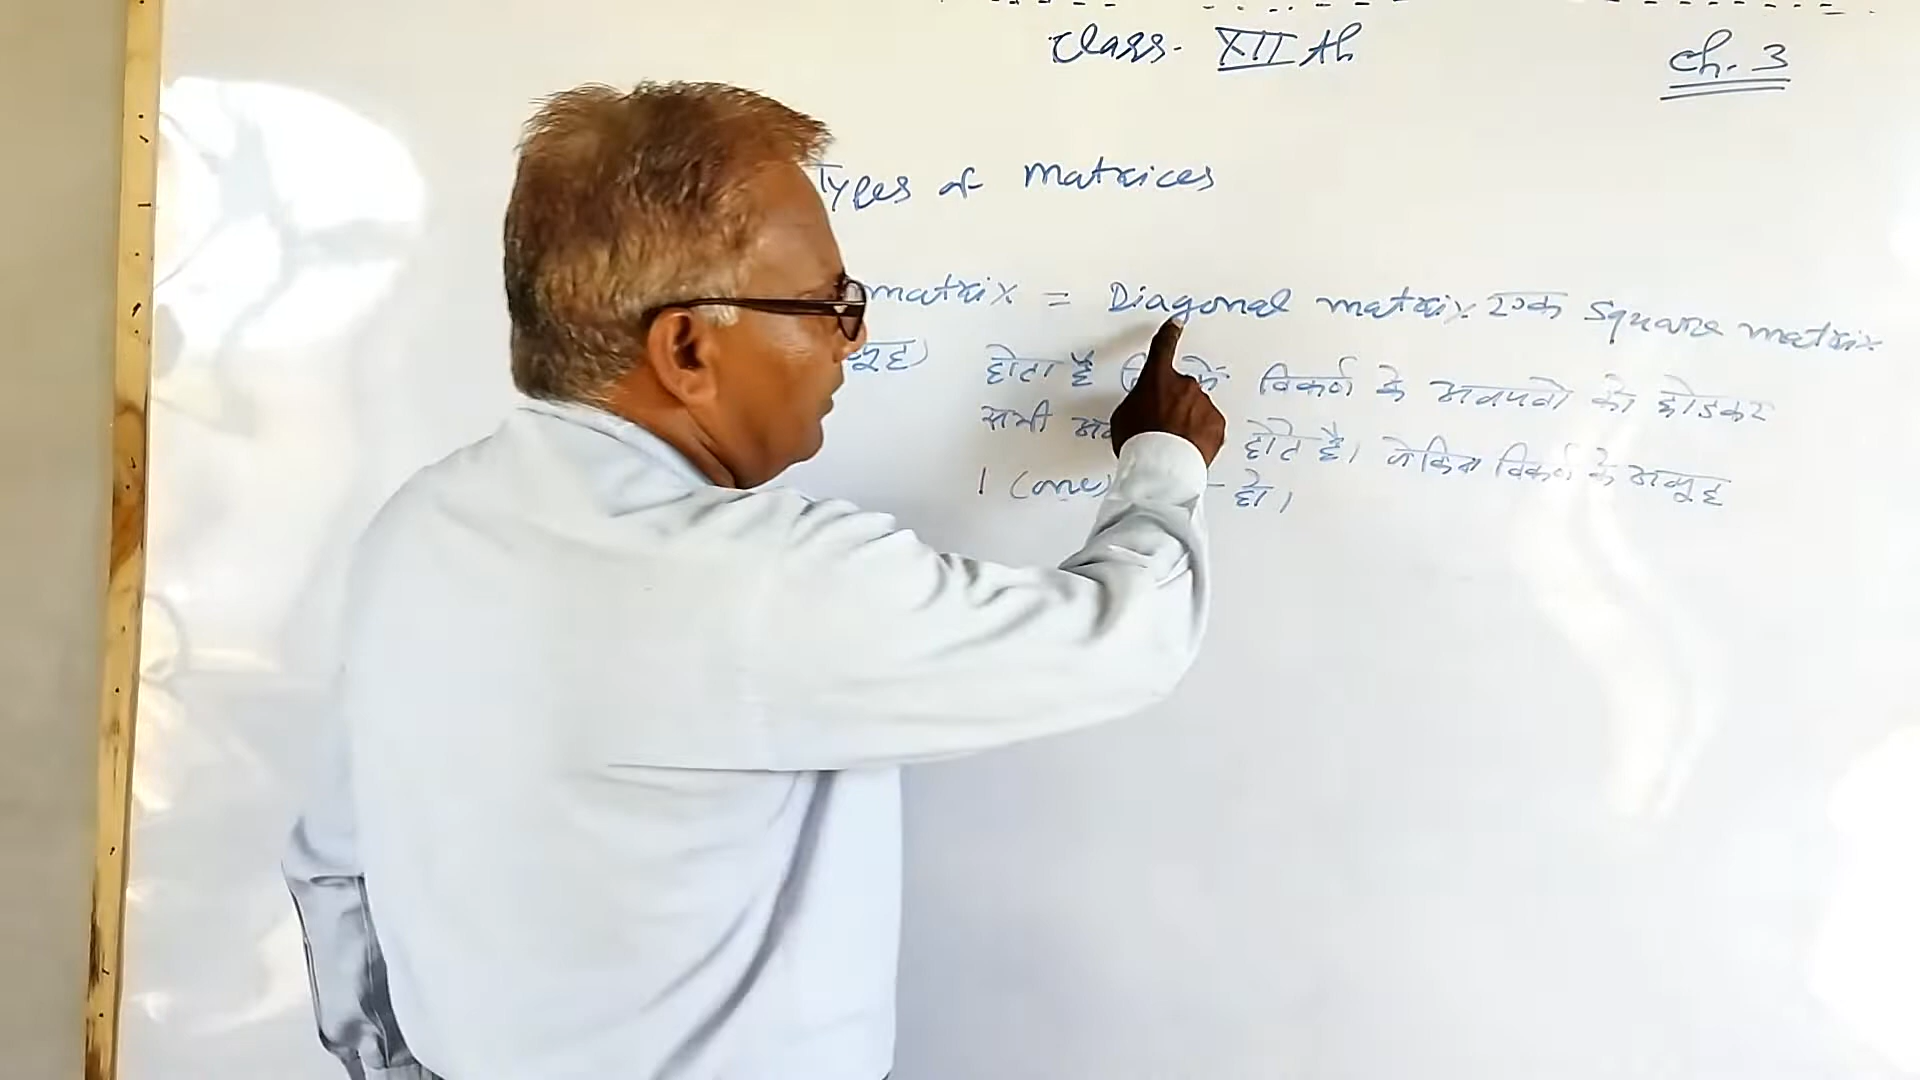 Class - XII th
Ch. 3
Types of Matrices
matrix = Diagonal matrix एक Square matrix
होटा है विकर्ण के अवयवो को छोडकर
सभी होते है। लेकिन विकर्ण के
1 (one) हो।